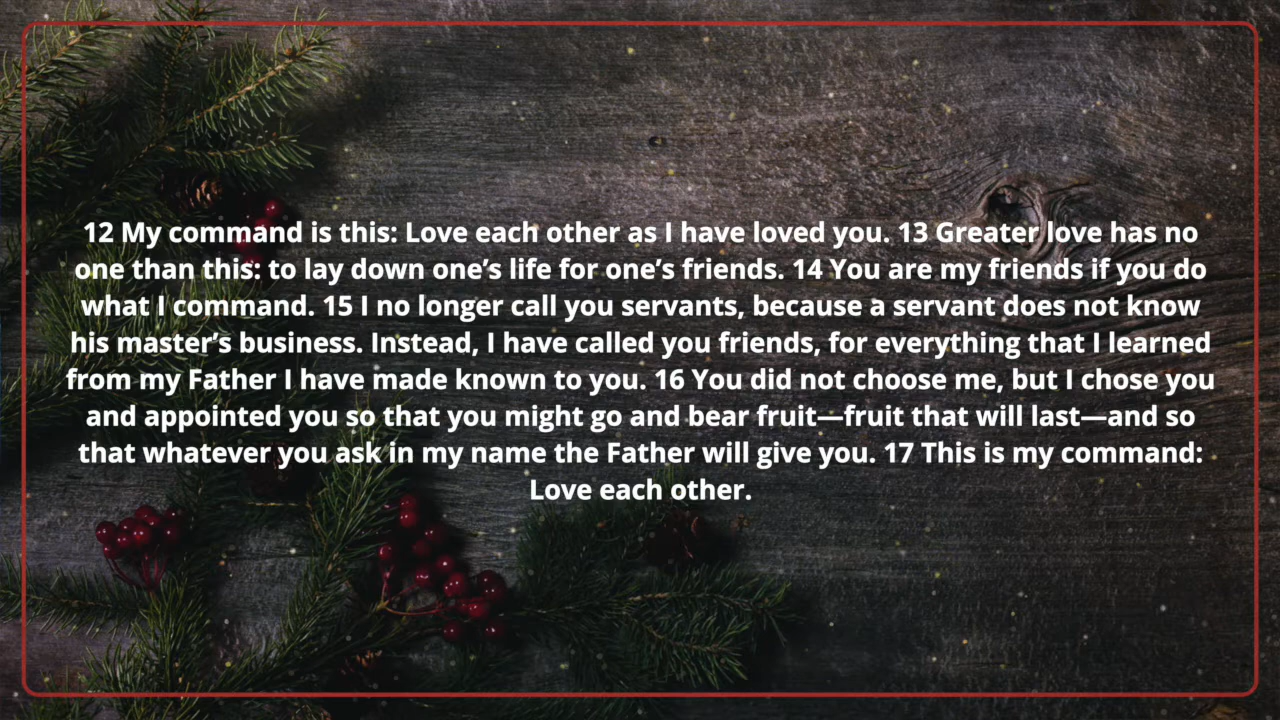 12 My command is this: Love each other as I have loved you. 13 Greater love has no
one than this: to lay down one’s life for one’s friends. 14 You are my friends if you do
what I command. 15 I no longer call you servants, because a servant does not know
his master’s business. Instead, I have called you friends, for everything that I learned
from my Father I have made known to you. 16 You did not choose me, but I chose you
and appointed you so that you might go and bear fruit—fruit that will last—and so
that whatever you ask in my name the Father will give you. 17 This is my command:
Love each other.